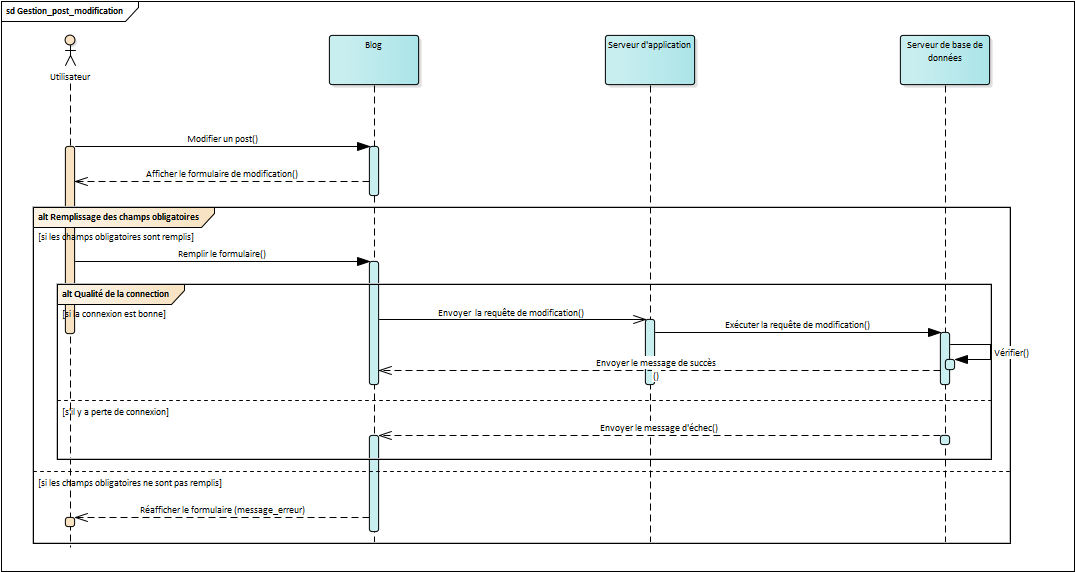 sd Gestion_post_modification
Utilisateur
Blog
Serveur d'application
Serveur de base de
données
Modifier un post()
Afficher le formulaire de modification()
alt Remplissage des champs obligatoires
[si les champs obligatoires sont remplis]
Remplir le formulaire()
alt Qualité de la connection
[si la connexion est bonne]
Envoyer la requête de modification()
Exécuter la requête de modification()
Vérifier()
Envoyer le message de succès
()
[s'il y a perte de connexion]
Envoyer le message d'échec()
[si les champs obligatoires ne sont pas remplis]
Réafficher le formulaire (message_erreur)